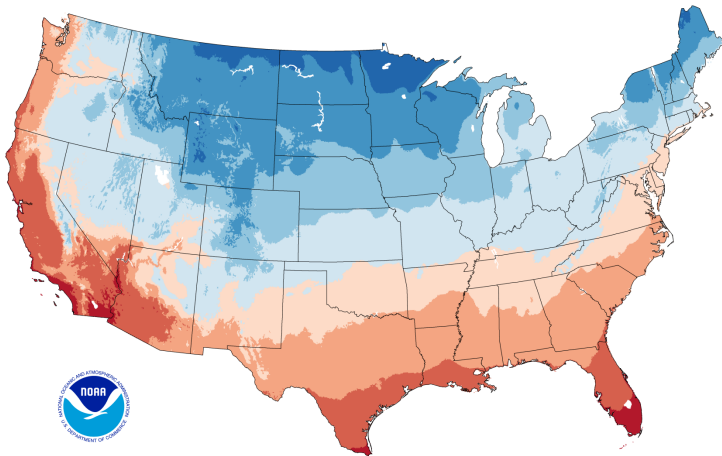 NATIONAL OCEANIC AND ATMOSPHERIC ADMINISTRATION
NOAA
U.S. DEPARTMENT OF COMMERCE